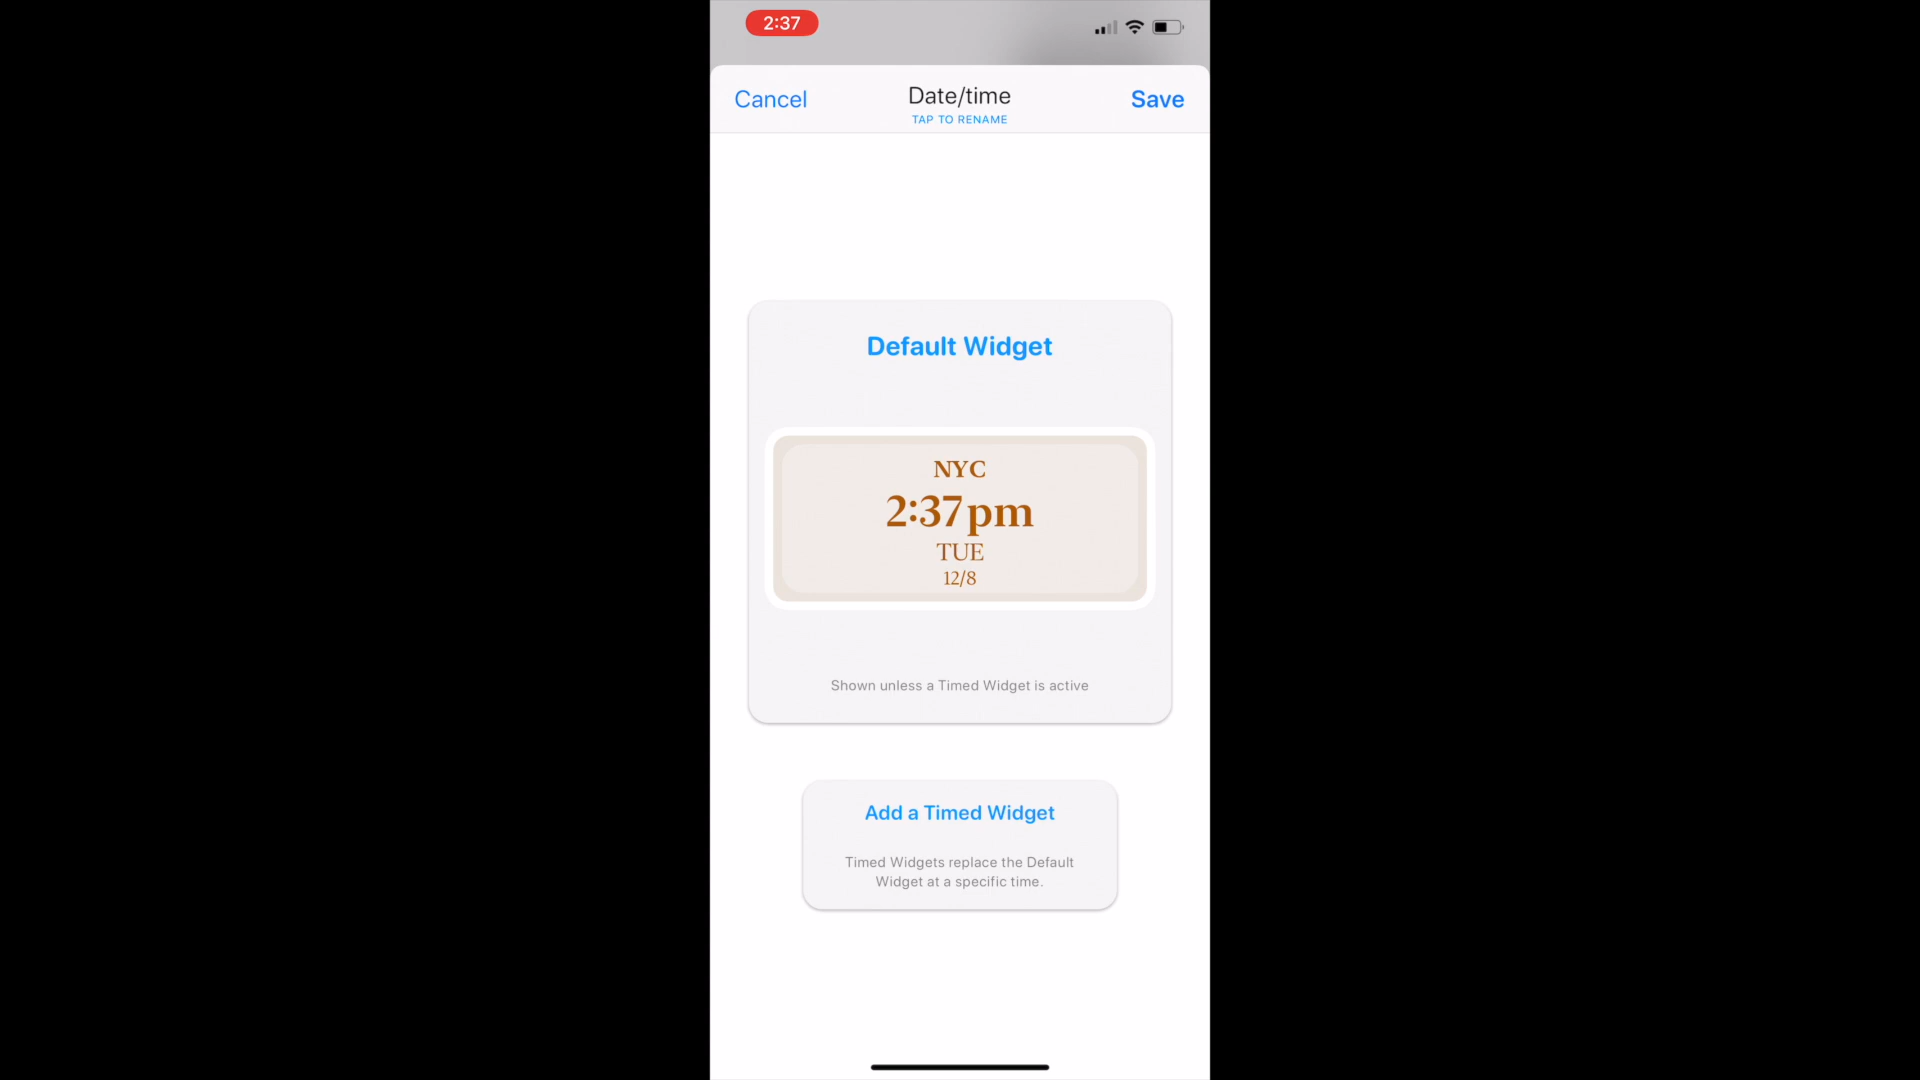 2:37
Cancel
Date/time
Save
TAP TO RENAME
Default Widget
NYC
2:37pm
TUE
12/8
Shown unless a Timed Widget is active
Add a Timed Widget
Timed Widgets replace the Default
Widget at a specific time.